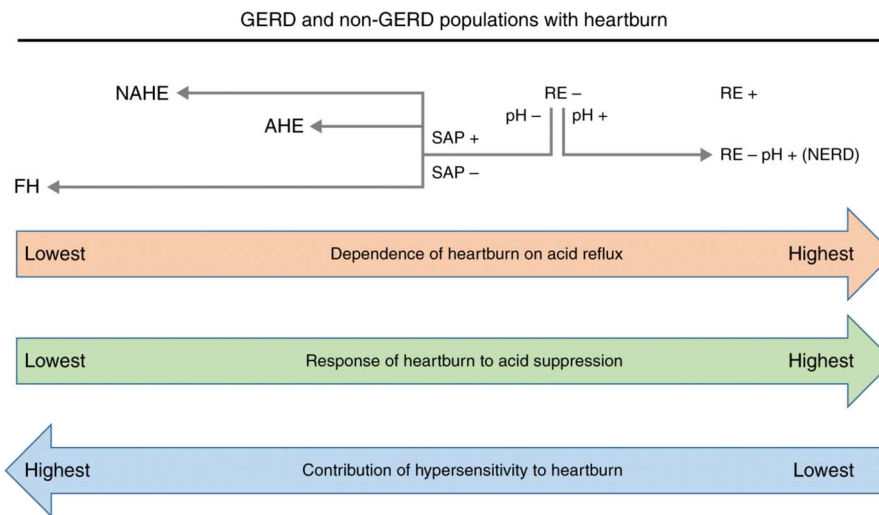 GERD and non-GERD populations with heartburn
NAHE
RE –
RE +
pH –
pH +
AHE
SAP +
RE – pH + (NERD)
SAP –
FH
Lowest
Dependence of heartburn on acid reflux
Highest
Lowest
Response of heartburn to acid suppression
Highest
Highest
Contribution of hypersensitivity to heartburn
Lowest